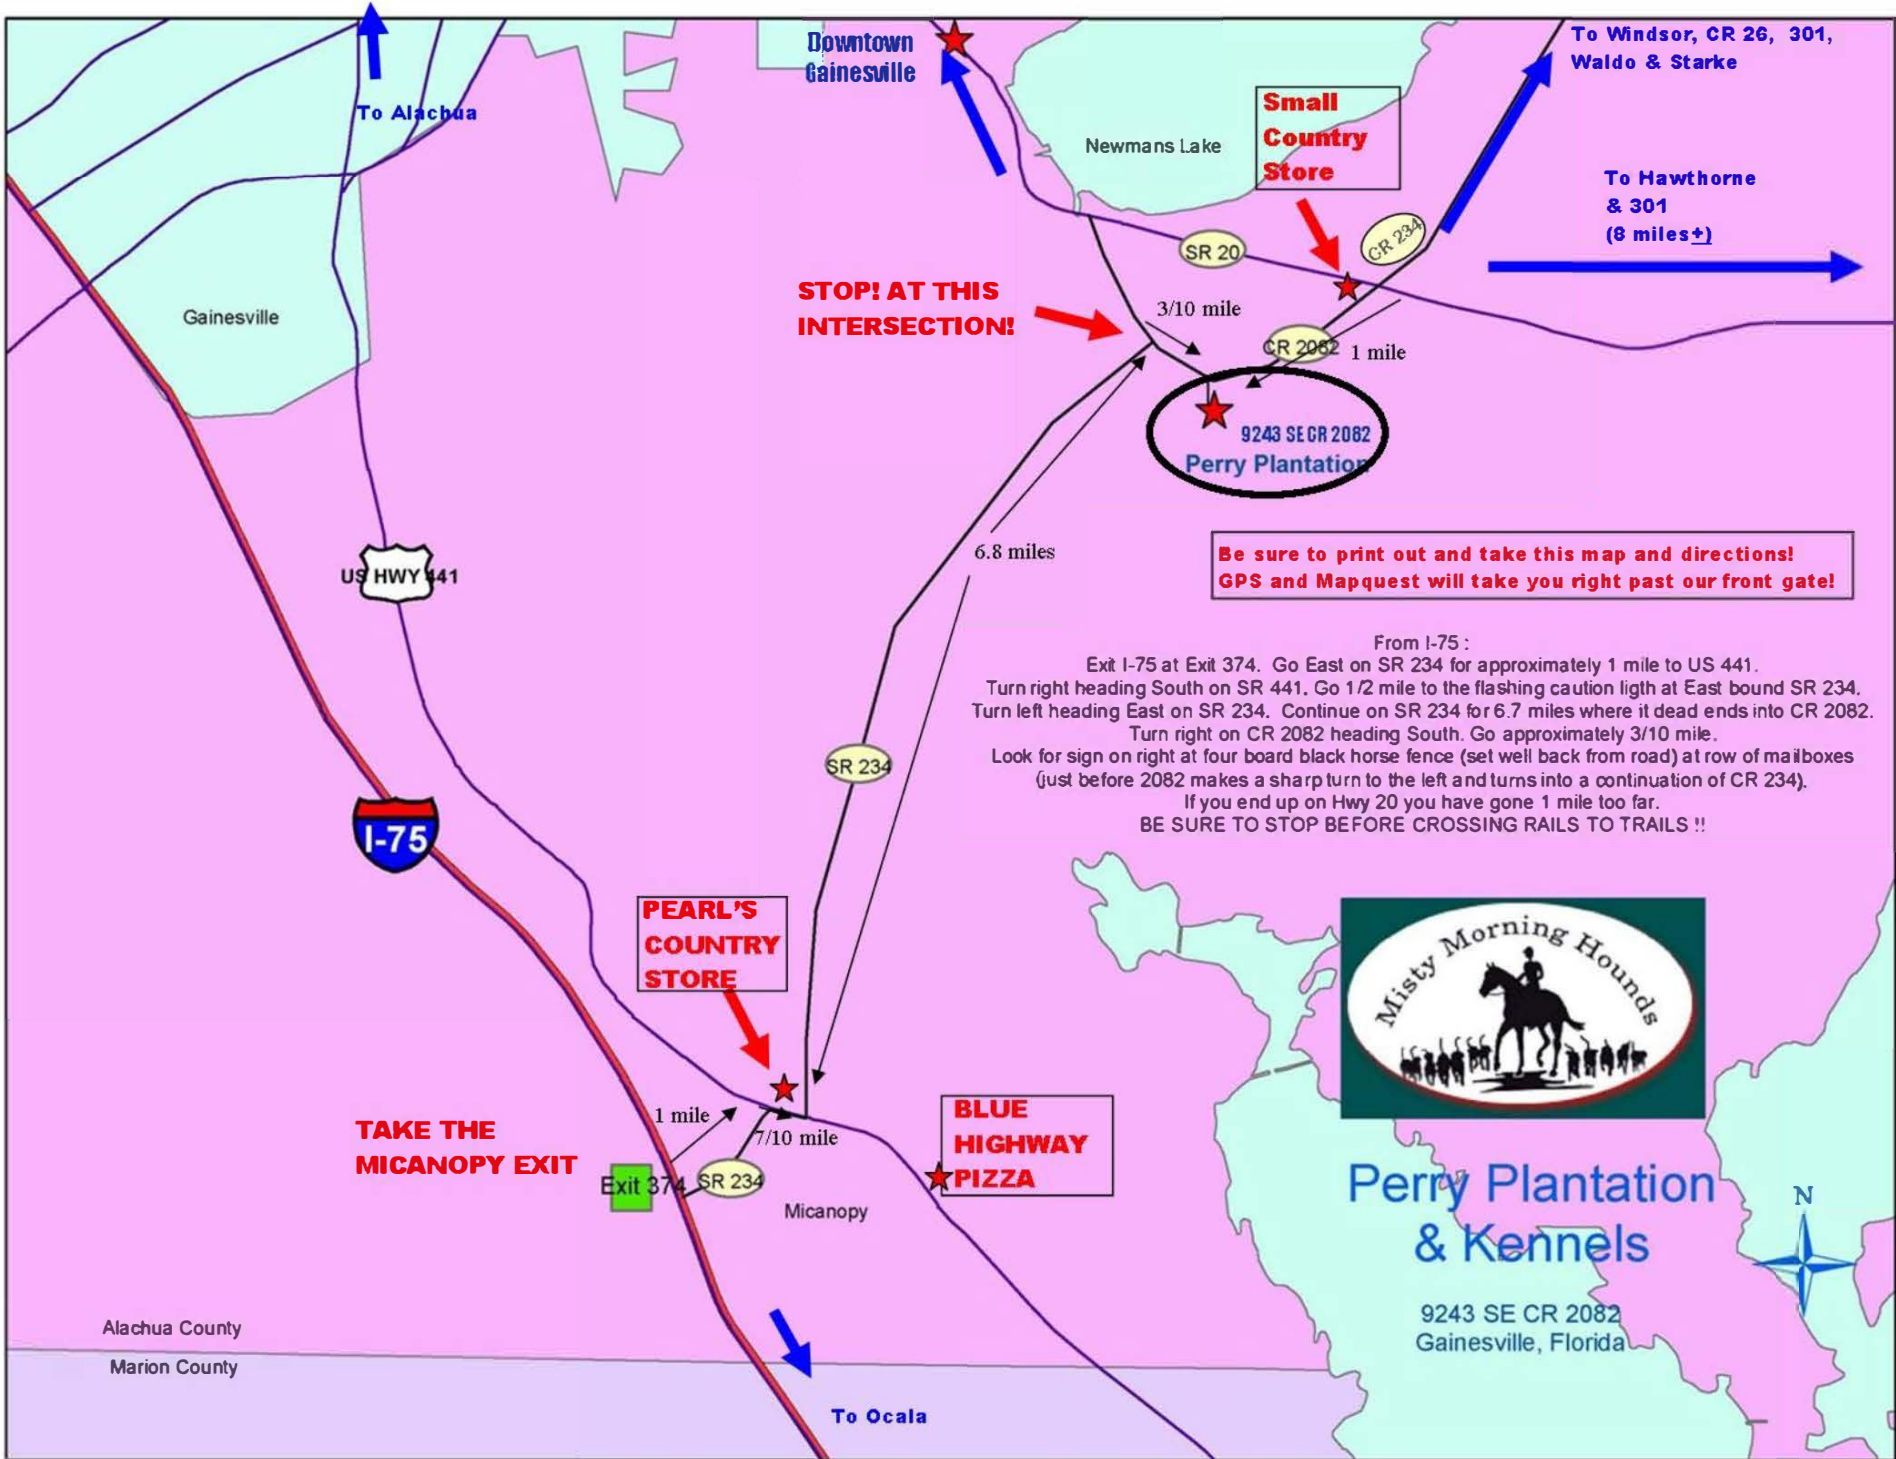 To Alachua
Downtown
Gainesville
To Windsor, CR 26, 301,
Waldo & Starke
Small
Country
Store
Newmans Lake
To Hawthorne
& 301
(8 miles+)
SR 20
CR 234
STOP! AT THIS
INTERSECTION!
3/10 mile
CR 2082
1 mile
Gainesville
9243 SE CR 2082
Perry Plantation
US HWY 441
6.8 miles
Be sure to print out and take this map and directions!
GPS and Mapquest will take you right past our front gate!
From I-75 :
Exit I-75 at Exit 374. Go East on SR 234 for approximately 1 mile to US 441.
Turn right heading South on SR 441. Go 1/2 mile to the flashing caution ligth at East bound SR 234.
Turn left heading East on SR 234. Continue on SR 234 for 6.7 miles where it dead ends into CR 2082.
Turn right on CR 2082 heading South. Go approximately 3/10 mile.
Look for sign on right at four board black horse fence (set well back from road) at row of mailboxes
(just before 2082 makes a sharp turn to the left and turns into a continuation of CR 234).
If you end up on Hwy 20 you have gone 1 mile too far.
BE SURE TO STOP BEFORE CROSSING RAILS TO TRAILS !!
SR 234
I-75
PEARL'S
COUNTRY
STORE
Misty Morning Hounds
1 mile
7/10 mile
TAKE THE
MICANOPY EXIT
Exit 374
SR 234
Micanopy
BLUE
HIGHWAY
PIZZA
Perry Plantation
& Kennels
N
9243 SE CR 2082
Gainesville, Florida
Alachua County
Marion County
To Ocala